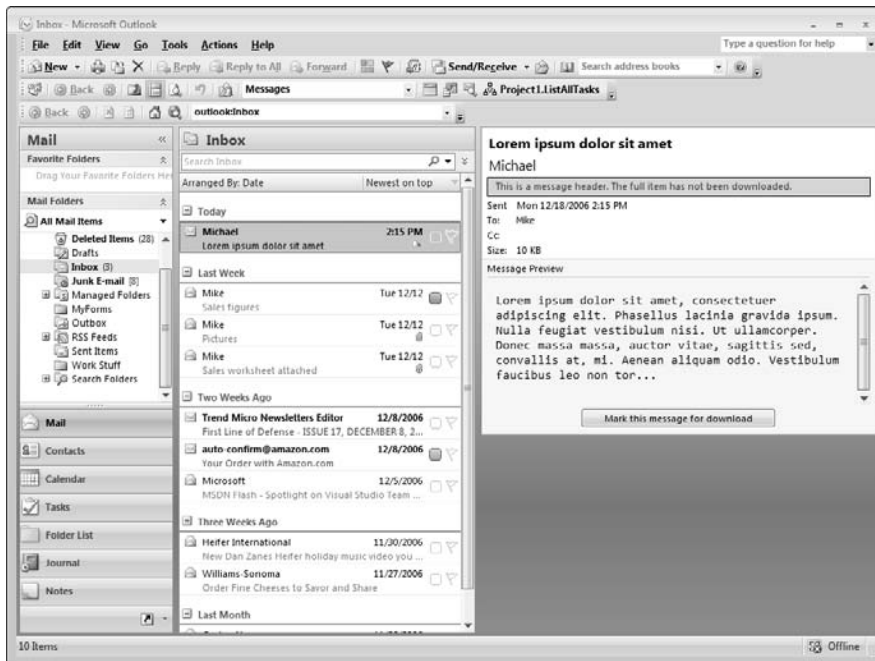 Inbox - Microsoft Outlook
File Edit View Go Tools Actions Help
Type a question for help
New Reply Reply to All Forward Send/Receive Search address books
Back Messages Project1.ListAllTasks
Back outlook:Inbox
Mail
Favorite Folders
Drag Your Favorite Folders Her
Mail Folders
All Mail Items
Deleted Items (28)
Drafts
Inbox (3)
Junk E-mail [8]
Managed Folders
MyForms
Outbox
RSS Feeds
Sent Items
Work Stuff
Search Folders
Mail
Contacts
Calendar
Tasks
Folder List
Journal
Notes
Inbox
Search Inbox
Arranged By: Date Newest on top
Today
Michael 2:15 PM
Lorem ipsum dolor sit amet
Last Week
Mike Tue 12/12
Sales figures
Mike Tue 12/12
Pictures
Mike Tue 12/12
Sales worksheet attached
Two Weeks Ago
Trend Micro Newsletters Editor 12/8/2006
First Line of Defense - ISSUE 17, DECEMBER 8, 2...
auto-confirm@amazon.com 12/8/2006
Your Order with Amazon.com
Microsoft 12/5/2006
MSDN Flash - Spotlight on Visual Studio Team ...
Three Weeks Ago
Heifer International 11/30/2006
New Dan Zanes Heifer holiday music video you ...
Williams-Sonoma 11/27/2006
Order Fine Cheeses to Savor and Share
Last Month
Lorem ipsum dolor sit amet
Michael
This is a message header. The full item has not been downloaded.
Sent Mon 12/18/2006 2:15 PM
To: Mike
Cc
Size: 10 KB
Message Preview
Lorem ipsum dolor sit amet, consectetuer
adipiscing elit. Phasellus lacinia gravida ipsum.
Nulla feugiat vestibulum nisi. Ut ullamcorper.
Donec massa massa, auctor vitae, sagittis sed,
convallis at, mi. Aenean aliquam odio. Vestibulum
faucibus leo non tor...
Mark this message for download
10 Items
Offline